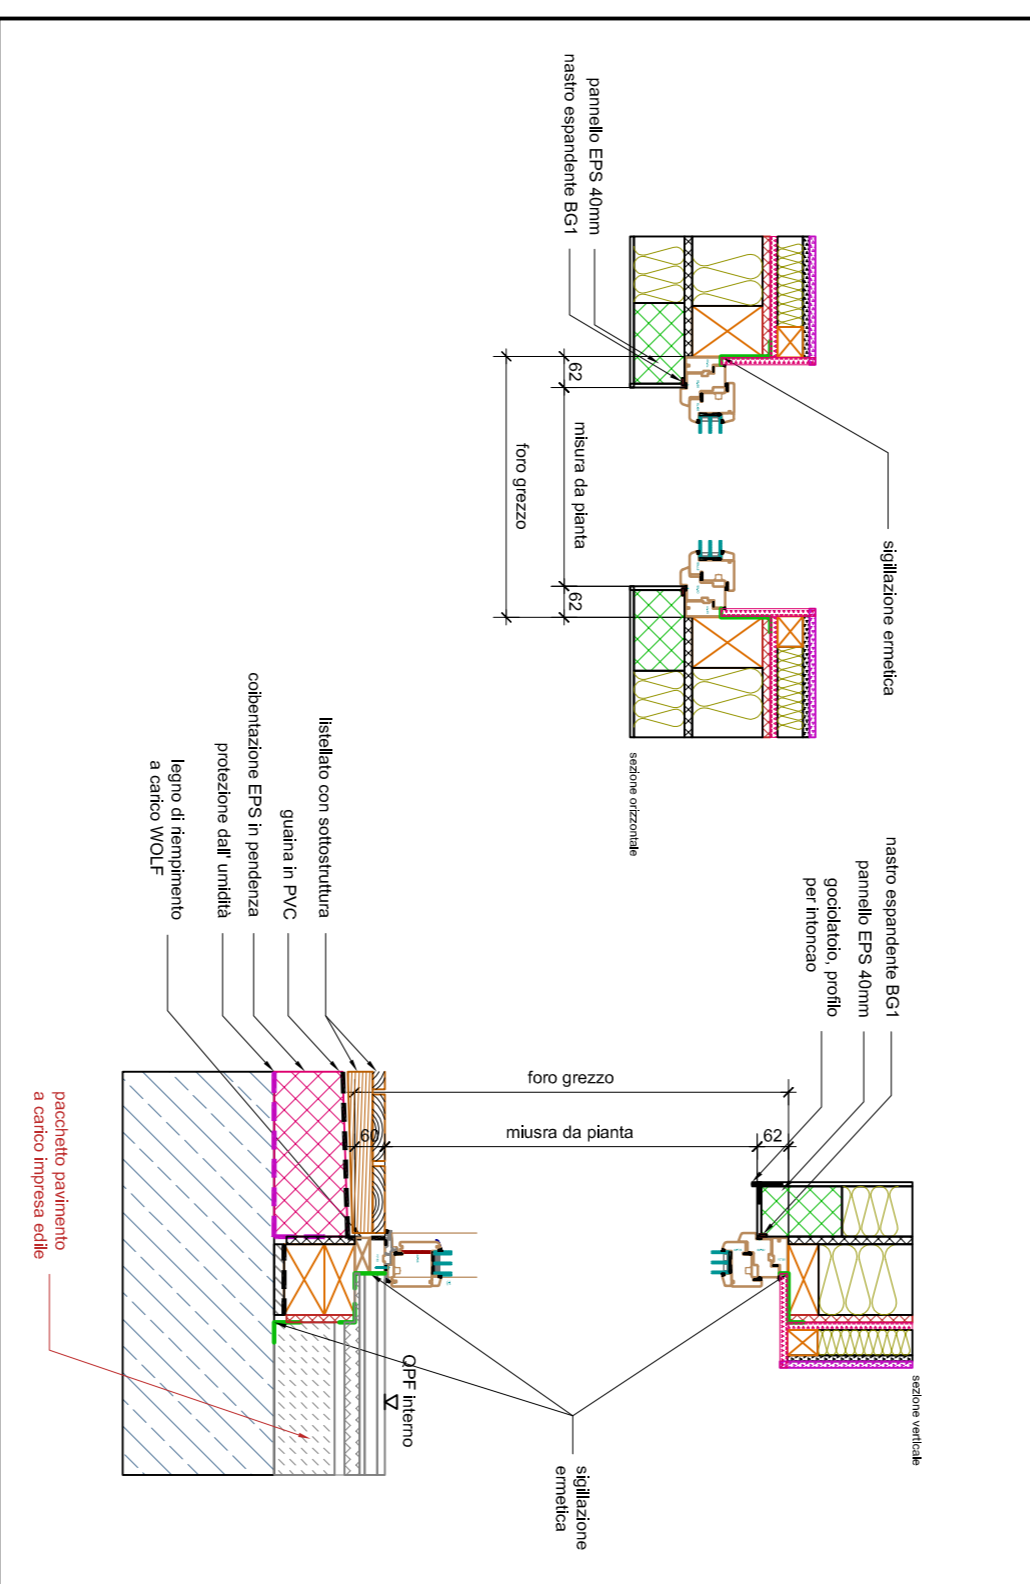 pannello EPS 40mm
nastro espandente BG1
62
misura da pianta
62
foro grezzo
sigillazione ermetica
sezione orizzontale
nastro espandente BG1
pannello EPS 40mm
gociolatoio, profilo
per intoncao
listellato con sottostruttura
guaina in PVC
coibentazione EPS in pendenza
protezione dall' umidità
legno di riempimento
a carico WOLF
foro grezzo
60
miusra da pianta
62
sezione verticale
pacchetto pavimento
a carico impresa edile
QPF interno
sigillazione
ermetica